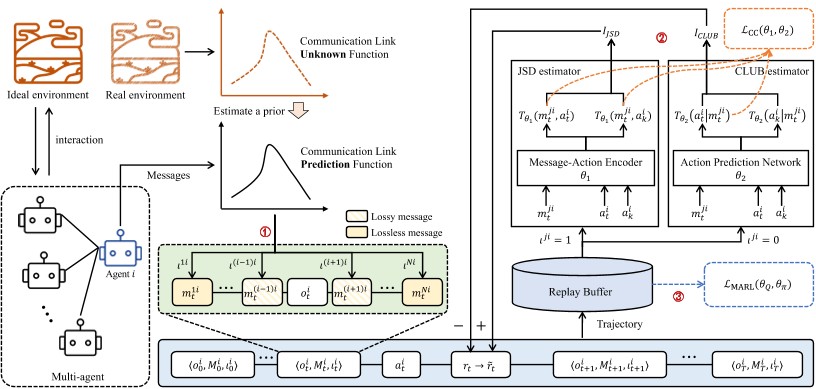 Ideal environment
Real environment
Communication Link
Unknown Function
Estimate a prior
interaction
Messages
Communication Link
Prediction Function
Agent i
Multi-agent
①
Lossy message
Lossless message
ι^{1i} ι^{(i−1)i} ι^{(i+1)i} ι^{Ni}
m_t^{1i} ··· m_t^{(i−1)i} o_t^i m_t^{(i+1)i} ··· m_t^{Ni}
I_{JSD} ② I_{CLUB} ℒ_{CC}(θ_1, θ_2)
JSD estimator
CLUB estimator
T_{θ_1}(m_t^{ji}, a_t^i) T_{θ_1}(m_t^{ji}, a_k^i)
T_{θ_2}(a_t^i|m_t^{ji}) T_{θ_2}(a_k^i|m_t^{ji})
Message-Action Encoder
θ_1
Action Prediction Network
θ_2
m_t^{ji} a_t^i a_k^i
m_t^{ji} a_t^i a_k^i
ι^{ji} = 1 ι^{ji} = 0
Replay Buffer
③
ℒ_{MARL}(θ_Q, θ_π)
− +
Trajectory
⟨o_0^i, M_0^i, ι_0^i⟩ ··· ⟨o_t^i, M_t^i, ι_t^i⟩ a_t^i r_t → r̃_t ⟨o_{t+1}^i, M_{t+1}^i, ι_{t+1}^i⟩ ··· ⟨o_T^i, M_T^i, ι_T^i⟩